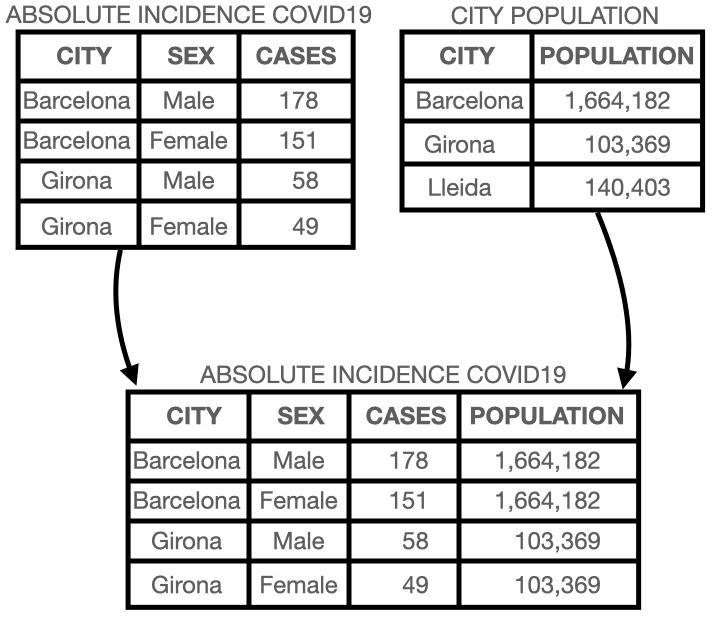 ABSOLUTE INCIDENCE COVID19
CITY SEX CASES
Barcelona Male 178
Barcelona Female 151
Girona Male 58
Girona Female 49
CITY POPULATION
CITY POPULATION
Barcelona 1,664,182
Girona 103,369
Lleida 140,403
ABSOLUTE INCIDENCE COVID19
CITY SEX CASES POPULATION
Barcelona Male 178 1,664,182
Barcelona Female 151 1,664,182
Girona Male 58 103,369
Girona Female 49 103,369